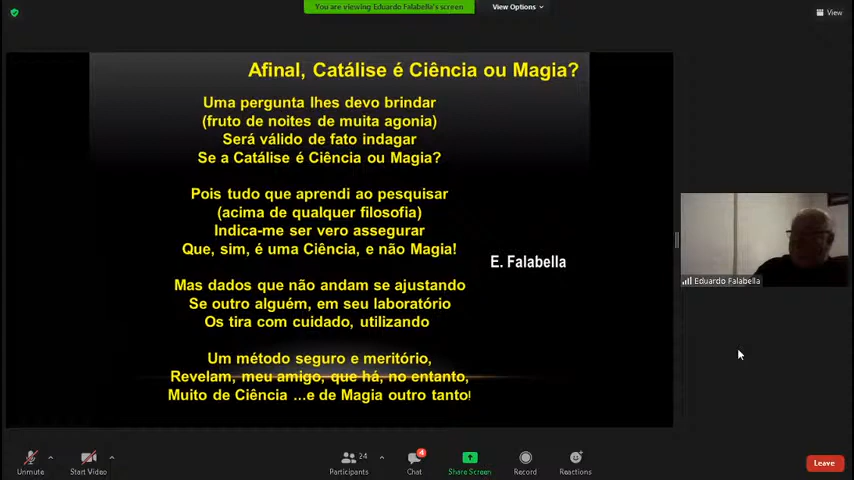 You are viewing Eduardo Falabella's screen
View Options
View
Afinal, Catálise é Ciência ou Magia?
Uma pergunta lhes devo brindar
(fruto de noites de muita agonia)
Será válido de fato indagar
Se a Catálise é Ciência ou Magia?
Pois tudo que aprendi ao pesquisar
(acima de qualquer filosofia)
Indica-me ser vero assegurar
Que, sim, é uma Ciência, e não Magia!
E. Falabella
Mas dados que não andam se ajustando
Se outro alguém, em seu laboratório
Os tira com cuidado, utilizando
Um método seguro e meritório,
Revelam, meu amigo, que há, no entanto,
Muito de Ciência ...e de Magia outro tanto!
Eduardo Falabella
Unmute
Start Video
Participants
24
Chat
4
Share Screen
Record
Reactions
Leave